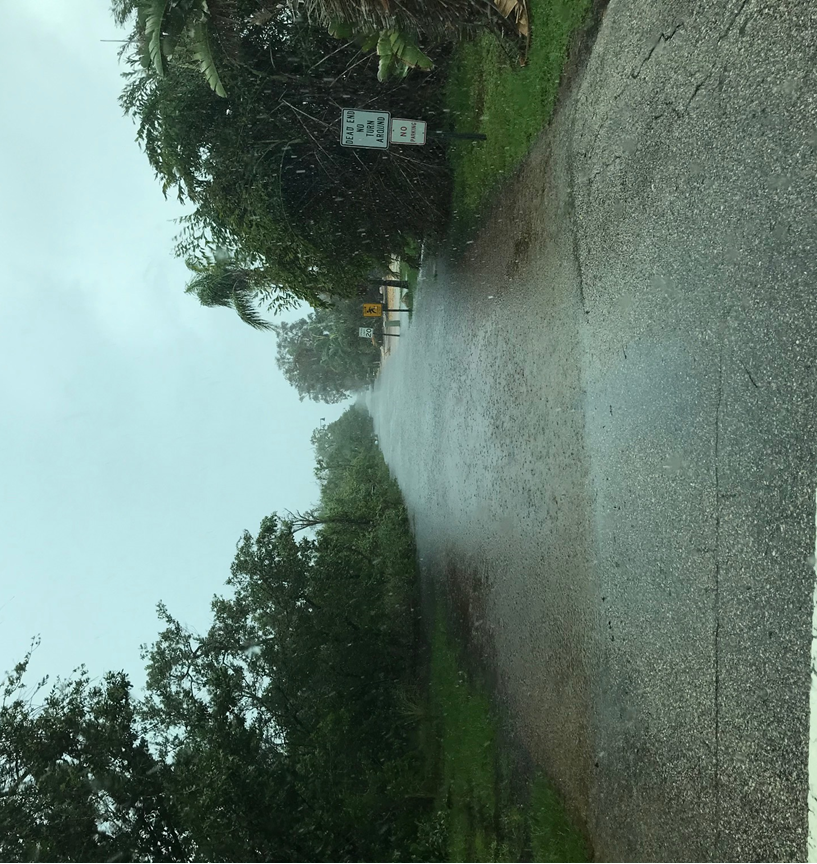 DEAD END
NO
TURN
AROUND
NO
PARKING